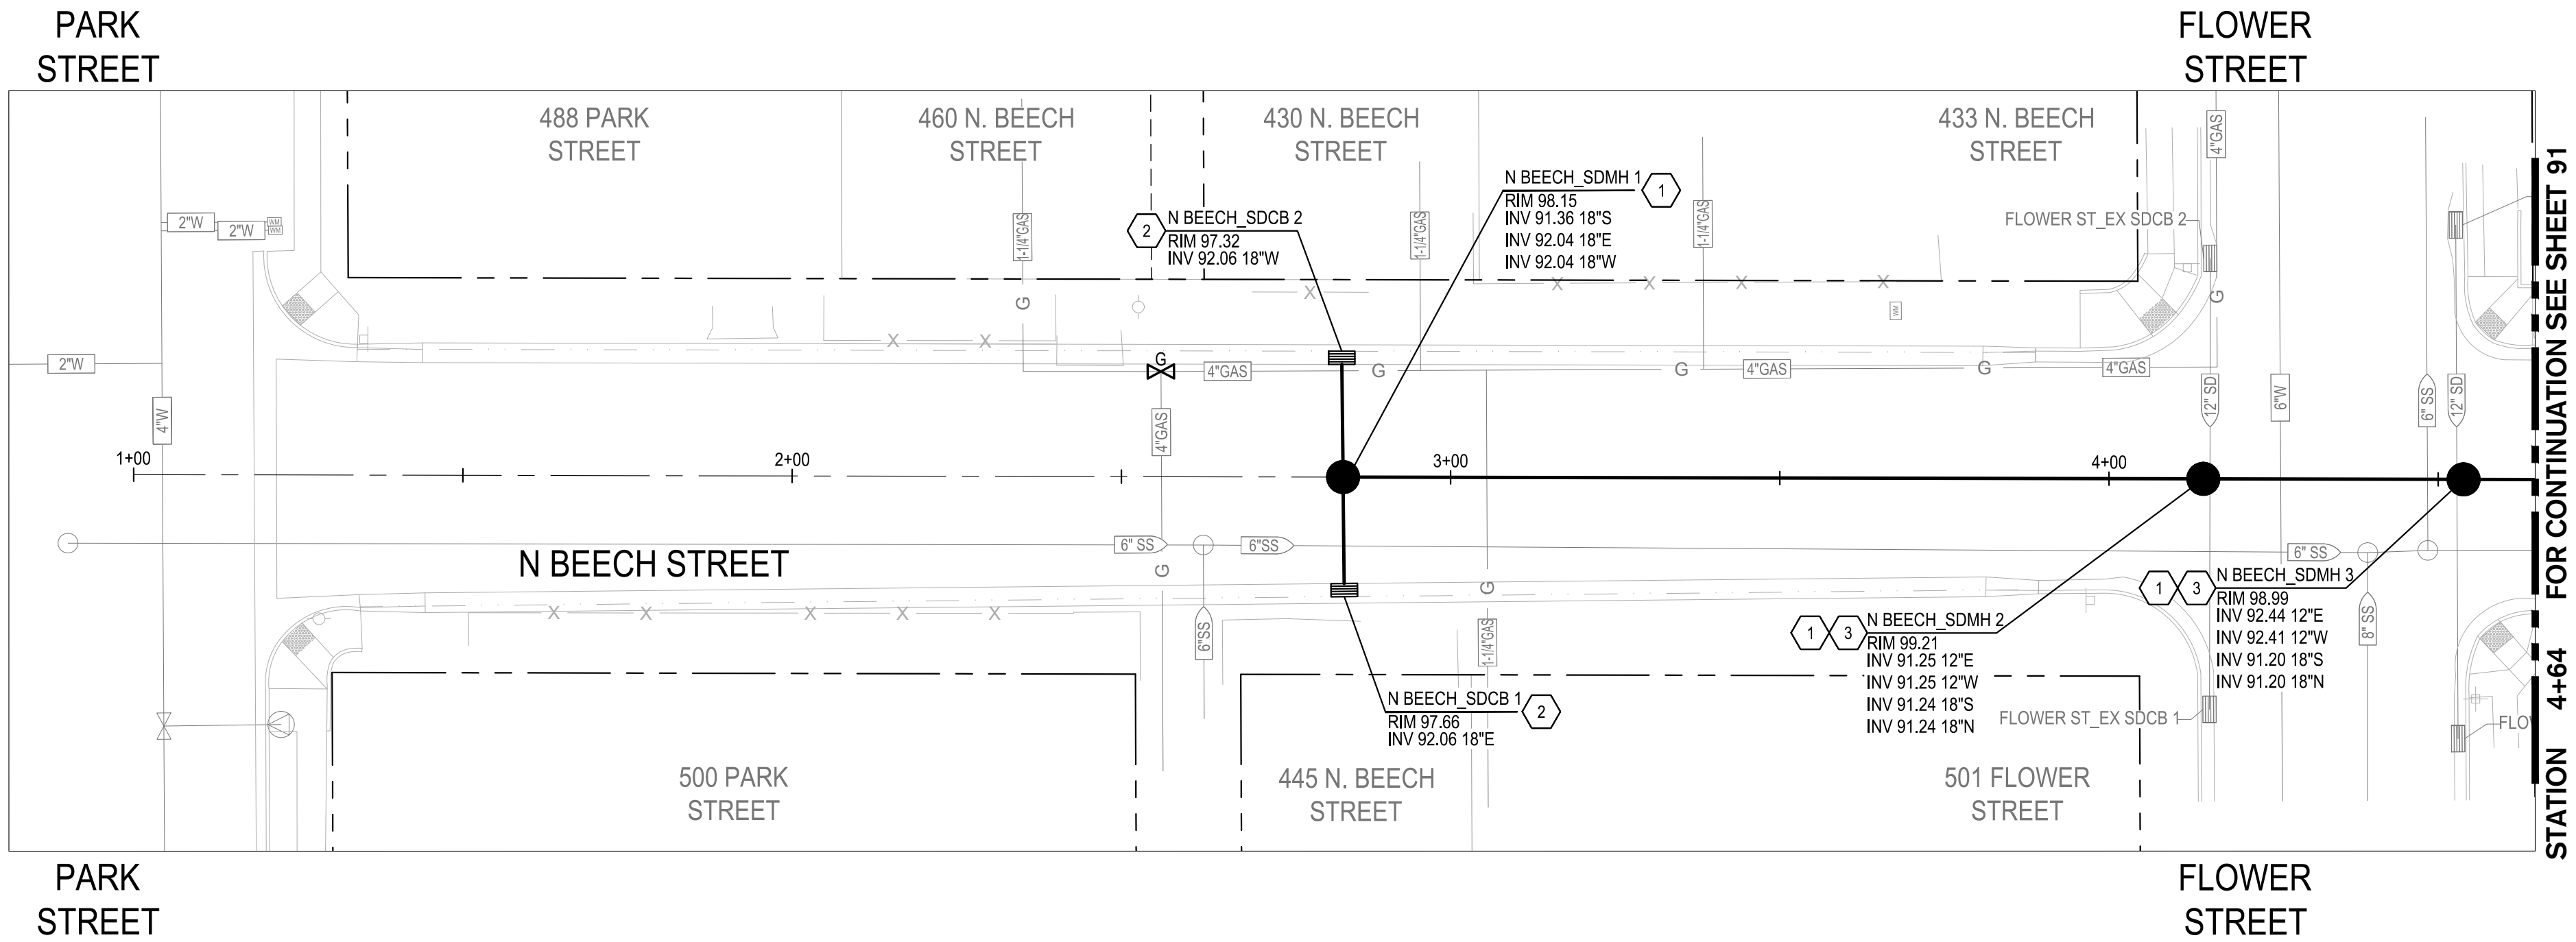 PARK
STREET
FLOWER
STREET
488 PARK
STREET
460 N. BEECH
STREET
430 N. BEECH
STREET
433 N. BEECH
STREET
4"GAS
N BEECH_SDMH 1
1
RIM 98.15
INV 91.36 18"S
INV 92.04 18"E
INV 92.04 18"W
2
N BEECH_SDCB 2
RIM 97.32
INV 92.06 18"W
FLOWER ST_EX SDCB 2
2"W
2"W
WM
WM
1-1/4"GAS
1-1/4"GAS
1-1/4"GAS
G
X
X
X
X
X
G
WM
X
X
2"W
G
4"GAS
G
G
4"GAS
G
4"GAS
4"W
4"GAS
12" SD
6"W
6" SS
12" SD
1+00
2+00
3+00
4+00
6" SS
6"SS
6" SS
N BEECH STREET
G
G
X
X
X
X
X
6"SS
1-1/4"GAS
8" SS
1
3
N BEECH_SDMH 2
RIM 99.21
INV 91.25 12"E
INV 91.25 12"W
INV 91.24 18"S
INV 91.24 18"N
1
3
N BEECH_SDMH 3
RIM 98.99
INV 92.44 12"E
INV 92.41 12"W
INV 91.20 18"S
INV 91.20 18"N
N BEECH_SDCB 1
2
RIM 97.66
INV 92.06 18"E
FLOWER ST_EX SDCB 1
FLO
500 PARK
STREET
445 N. BEECH
STREET
501 FLOWER
STREET
STATION 4+64 FOR CONTINUATION SEE SHEET 91
PARK
STREET
FLOWER
STREET